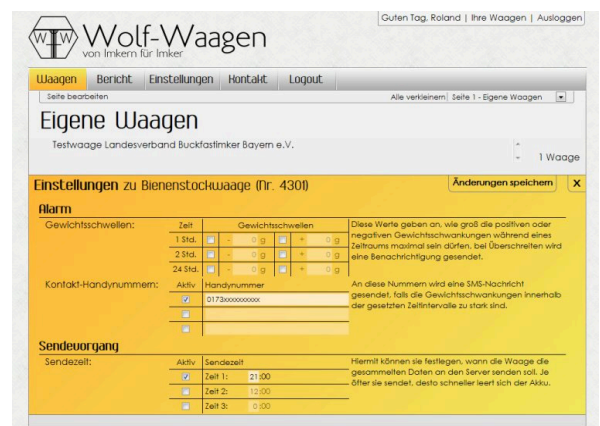 Guten Tag, Roland | Ihre Waagen | Ausloggen
WW Wolf-Waagen
von Imkern für Imker
Waagen Bericht Einstellungen Kontakt Logout
Seite bearbeiten Alle verkleinern Seite 1 - Eigene Waagen
Eigene Waagen
Testwaage Landesverband Buckfastimker Bayern e.V.
1 Waage
Einstellungen zu Bienenstockwaage (Nr. 4301) Änderungen speichern X
Alarm
Gewichtsschwellen: Zeit Gewichtsschwellen
1 Std. - 0 g + 0 g
2 Std. - 0 g + 0 g
24 Std. - 0 g + 0 g
Diese Werte geben an, wie groß die positiven oder
negativen Gewichtsschwankungen während eines
Zeitraums maximal sein dürfen. bei Überschreiten wird
eine Benachrichtigung gesendet.
Kontakt-Handynummern: Aktiv Handynummer
0173xxxxxxxxxx
An diese Nummern wird eine SMS-Nachricht
gesendet, falls die Gewichtsschwankungen innerhalb
der gesetzten Zeitintervalle zu stark sind.
Sendevorgang
Sendezeit: Aktiv Sendezeit
Zeit 1: 21:00
Zeit 2: 12:00
Zeit 3: 0:00
Hiermit können sie festlegen, wann die Waage die
gesammelten Daten an den Server senden soll. Je
öfter sie sendet, desto schneller leert sich der Akku.